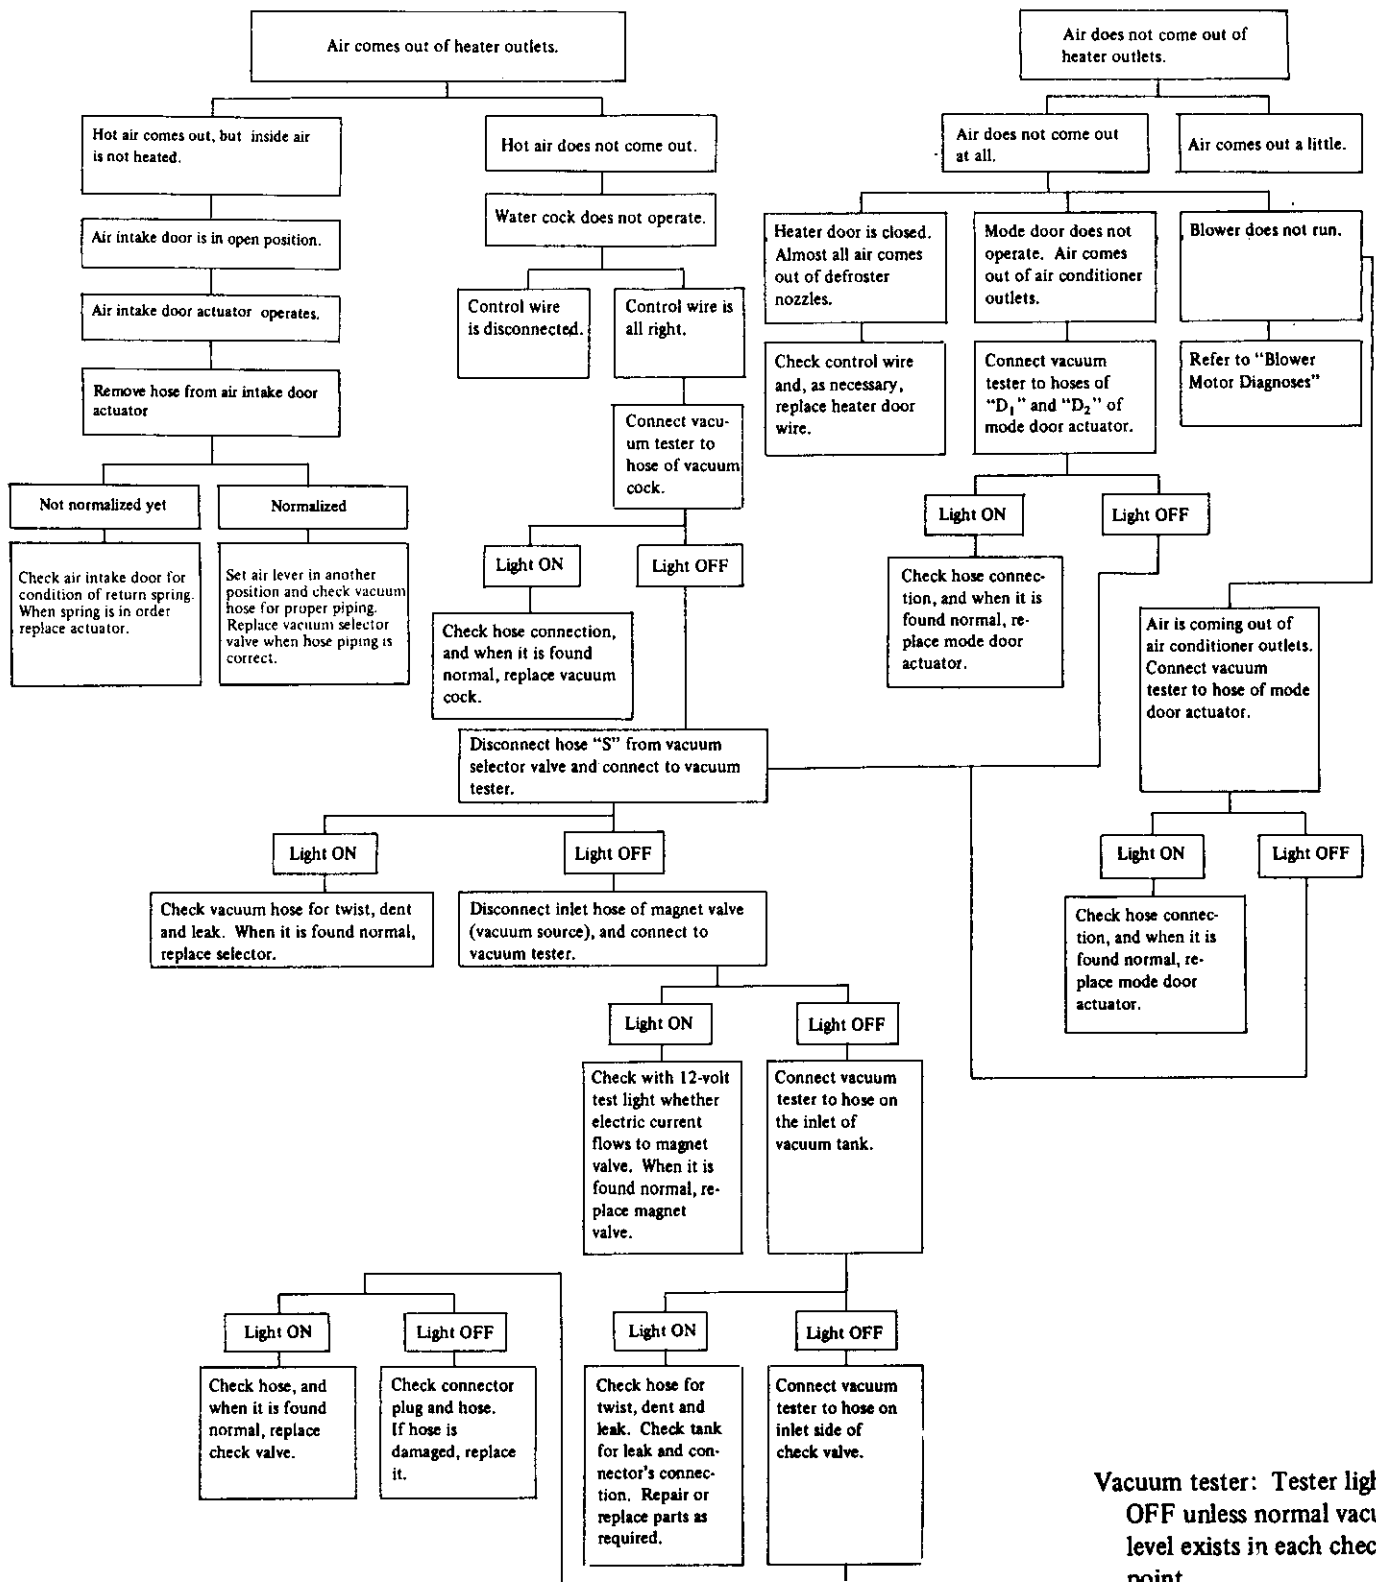 Air comes out of heater outlets.
Air does not come out of
heater outlets.
Hot air comes out, but inside air
is not heated.
Hot air does not come out.
Air does not come out
at all.
Air comes out a little.
Air intake door is in open position.
Water cock does not operate.
Heater door is closed.
Almost all air comes
out of defroster
nozzles.
Mode door does not
operate. Air comes
out of air conditioner
outlets.
Blower does not run.
Air intake door actuator operates.
Control wire
is disconnected.
Control wire is
all right.
Remove hose from air intake door
actuator
Check control wire
and, as necessary,
replace heater door
wire.
Connect vacuum
tester to hoses of
“D1” and “D2” of
mode door actuator.
Refer to “Blower
Motor Diagnoses”
Connect vacu-
um tester to
hose of vacuum
cock.
Not normalized yet
Normalized
Light ON
Light OFF
Check air intake door for
condition of return spring.
When spring is in order
replace actuator.
Set air lever in another
position and check vacuum
hose for proper piping.
Replace vacuum selector
valve when hose piping is
correct.
Light ON
Light OFF
Check hose connec-
tion, and when it is
found normal, re-
place mode door
actuator.
Check hose connection,
and when it is found
normal, replace vacuum
cock.
Air is coming out of
air conditioner outlets.
Connect vacuum
tester to hose of mode
door actuator.
Disconnect hose “S” from vacuum
selector valve and connect to vacuum
tester.
Light ON
Light OFF
Light ON
Light OFF
Check vacuum hose for twist, dent
and leak. When it is found normal,
replace selector.
Disconnect inlet hose of magnet valve
(vacuum source), and connect to
vacuum tester.
Check hose connec-
tion, and when it is
found normal, re-
place mode door
actuator.
Light ON
Light OFF
Check with 12-volt
test light whether
electric current
flows to magnet
valve. When it is
found normal, re-
place magnet
valve.
Connect vacuum
tester to hose on
the inlet of
vacuum tank.
Light ON
Light OFF
Light ON
Light OFF
Check hose, and
when it is found
normal, replace
check valve.
Check connector
plug and hose.
If hose is
damaged, replace
it.
Check hose for
twist, dent and
leak. Check tank
for leak and con-
nector's connec-
tion. Repair or
replace parts as
required.
Connect vacuum
tester to hose on
inlet side of
check valve.
Vacuum tester: Tester
OFF unless normal
level exists in each
point